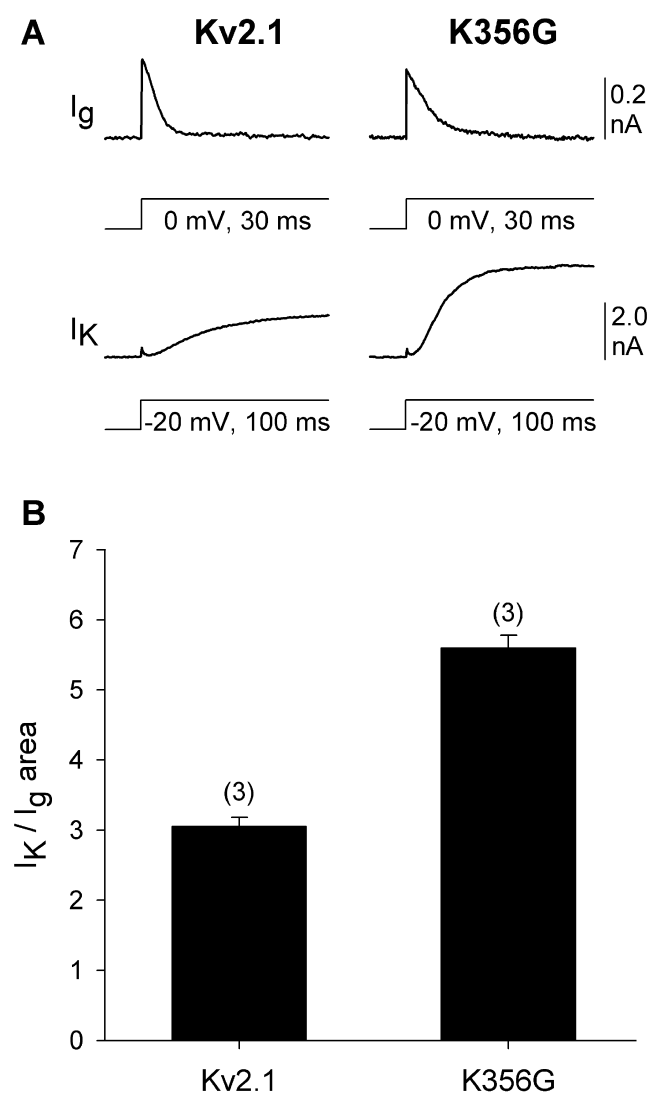 A
Kv2.1 K356G
Ig
0.2
nA
0 mV, 30 ms 0 mV, 30 ms
IK
2.0
nA
-20 mV, 100 ms -20 mV, 100 ms
B
7
6
5
4
3
2
1
0
IK / Ig area
(3)
(3)
Kv2.1 K356G